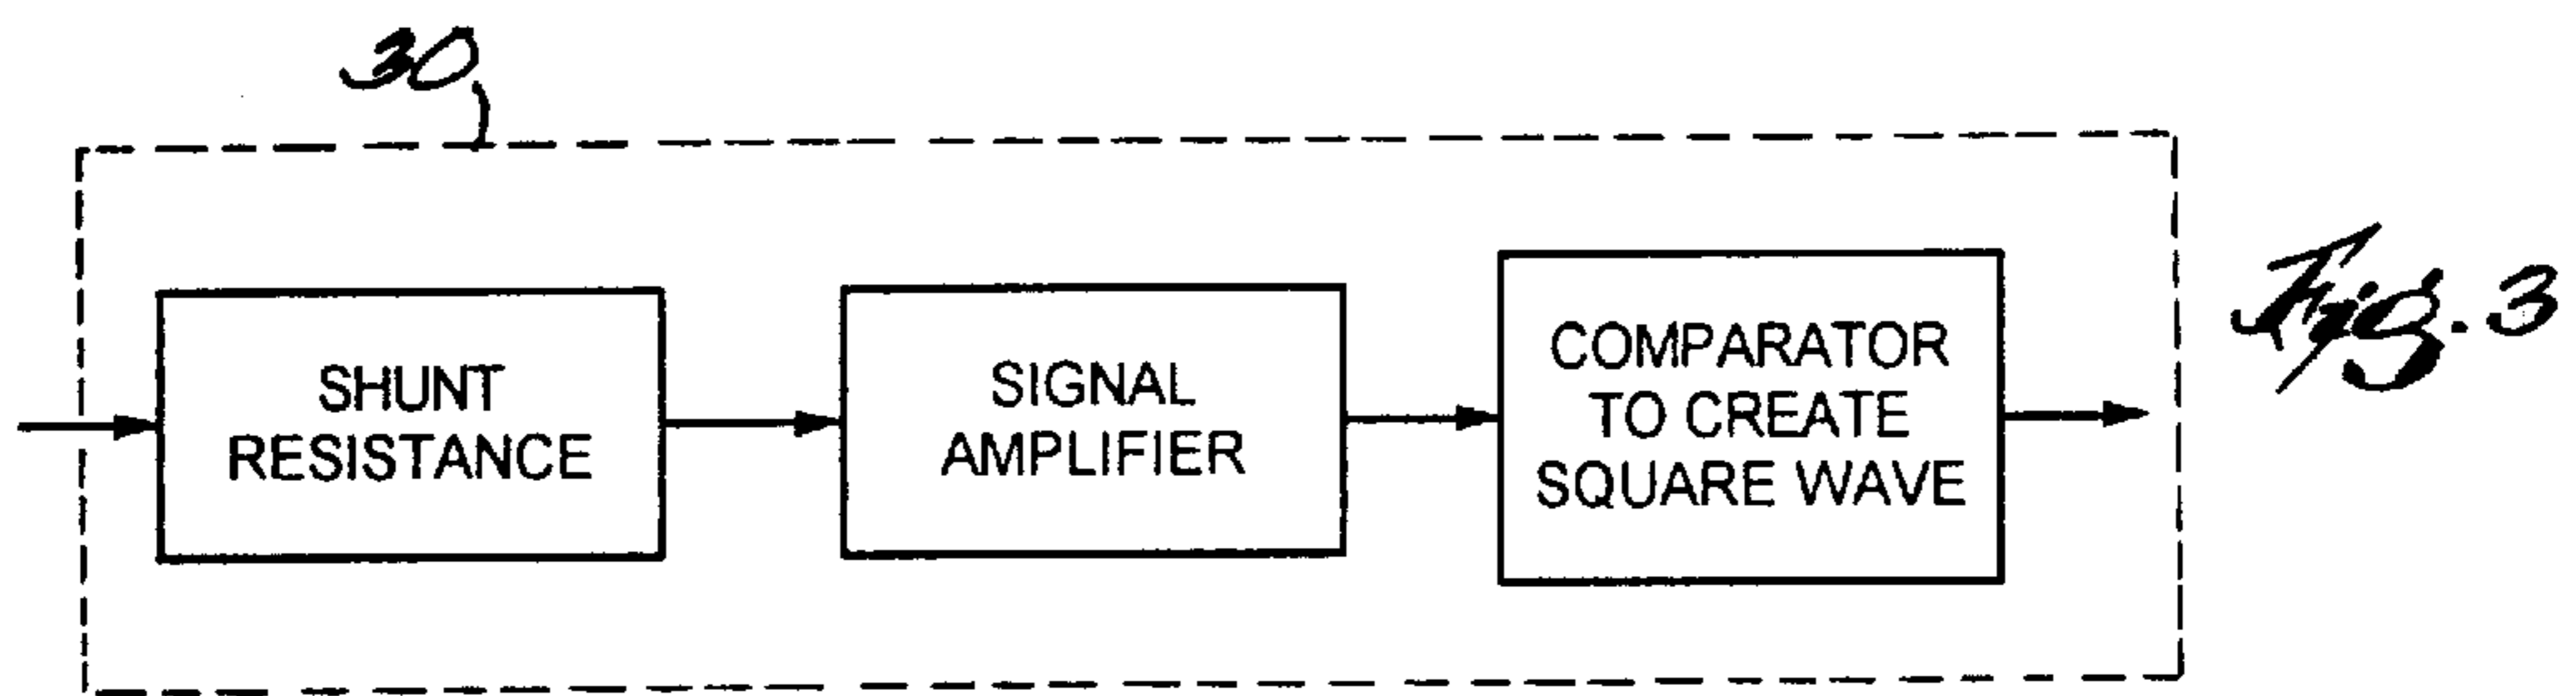 30
SHUNT
RESISTANCE
SIGNAL
AMPLIFIER
COMPARATOR
TO CREATE
SQUARE WAVE
Fig. 3